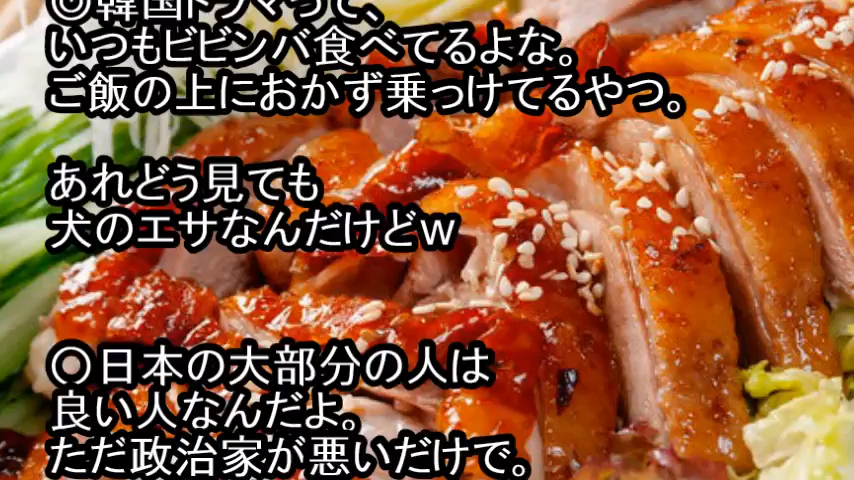 ◎韓国ドラマって、
いつもビビンバ食べてるよな。
ご飯の上におかず乗っけてるやつ。
あれどう見ても
犬のエサなんだけどｗ
〇日本の大部分の人は
良い人なんだよ。
ただ政治家が悪いだけで。